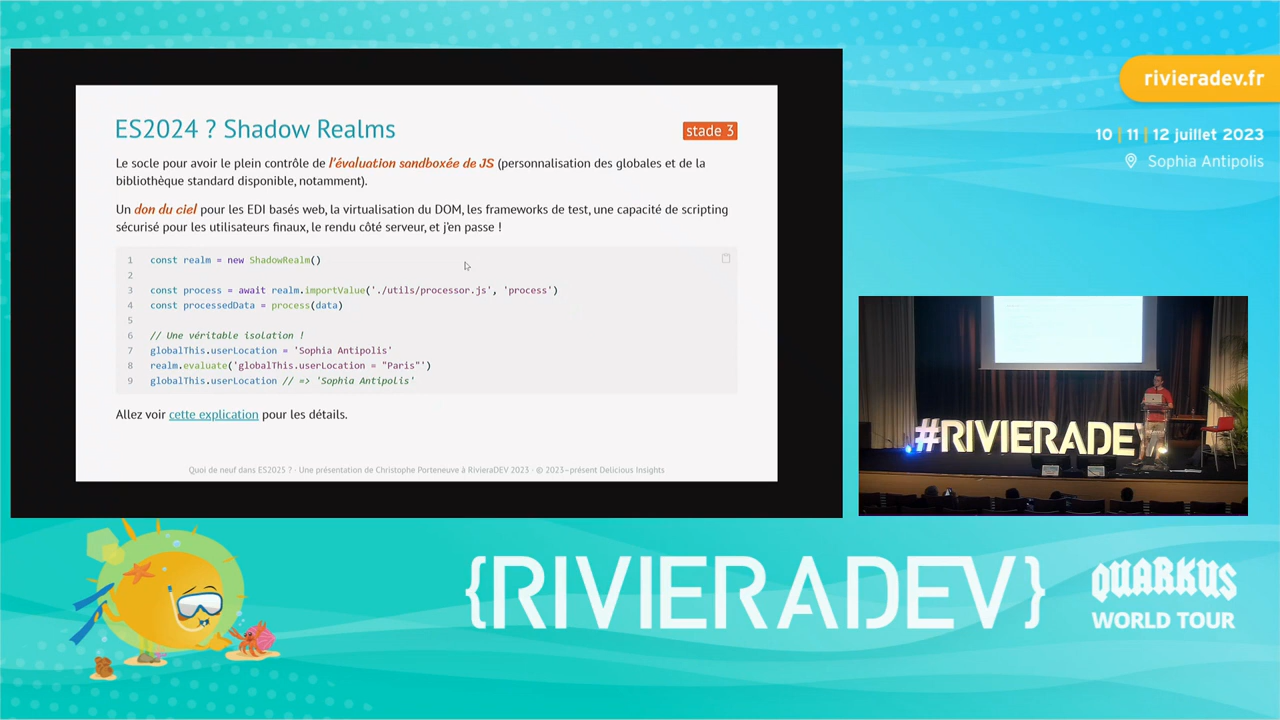 ES2024 ? Shadow Realms
stade 3
Le socle pour avoir le plein contrôle de l'évaluation sandboxée de JS (personnalisation des globales et de la
bibliothèque standard disponible, notamment).
Un don du ciel pour les EDI basés web, la virtualisation du DOM, les frameworks de test, une capacité de scripting
sécurisé pour les utilisateurs finaux, le rendu côté serveur, et j'en passe !
1 const realm = new ShadowRealm()
2
3 const process = await realm.importValue('./utils/processor.js', 'process')
4 const processedData = process(data)
5
6 // Une véritable isolation !
7 globalThis.userLocation = 'Sophia Antipolis'
8 realm.evaluate('globalThis.userLocation = "Paris"')
9 globalThis.userLocation // => 'Sophia Antipolis'
Allez voir cette explication pour les détails.
Quoi de neuf dans ES2025 ? · Une présentation de Christophe Porteneuve à RivieraDEV 2023 · © 2023–présent Delicious Insights
rivieradev.fr
10 | 11 | 12 juillet 2023
Sophia Antipolis
#RIVIERADE
{RIVIERADEV}
QUARKUS
WORLD TOUR